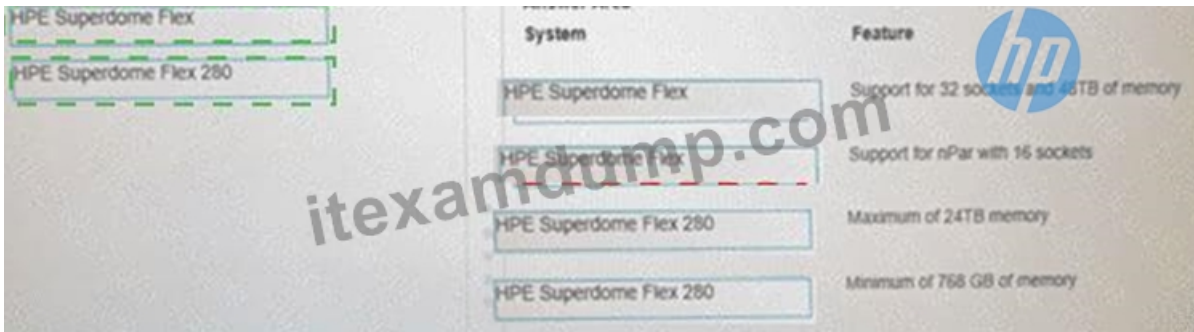 HPE Superdome Flex
HPE Superdome Flex 280
System
Feature
HPE Superdome Flex
Support for 32 sockets and 48TB of memory
HPE Superdome Flex
Support for nPar with 16 sockets
HPE Superdome Flex 280
Maximum of 24TB memory
HPE Superdome Flex 280
Minimum of 768 GB of memory
hp
itexamdump.com